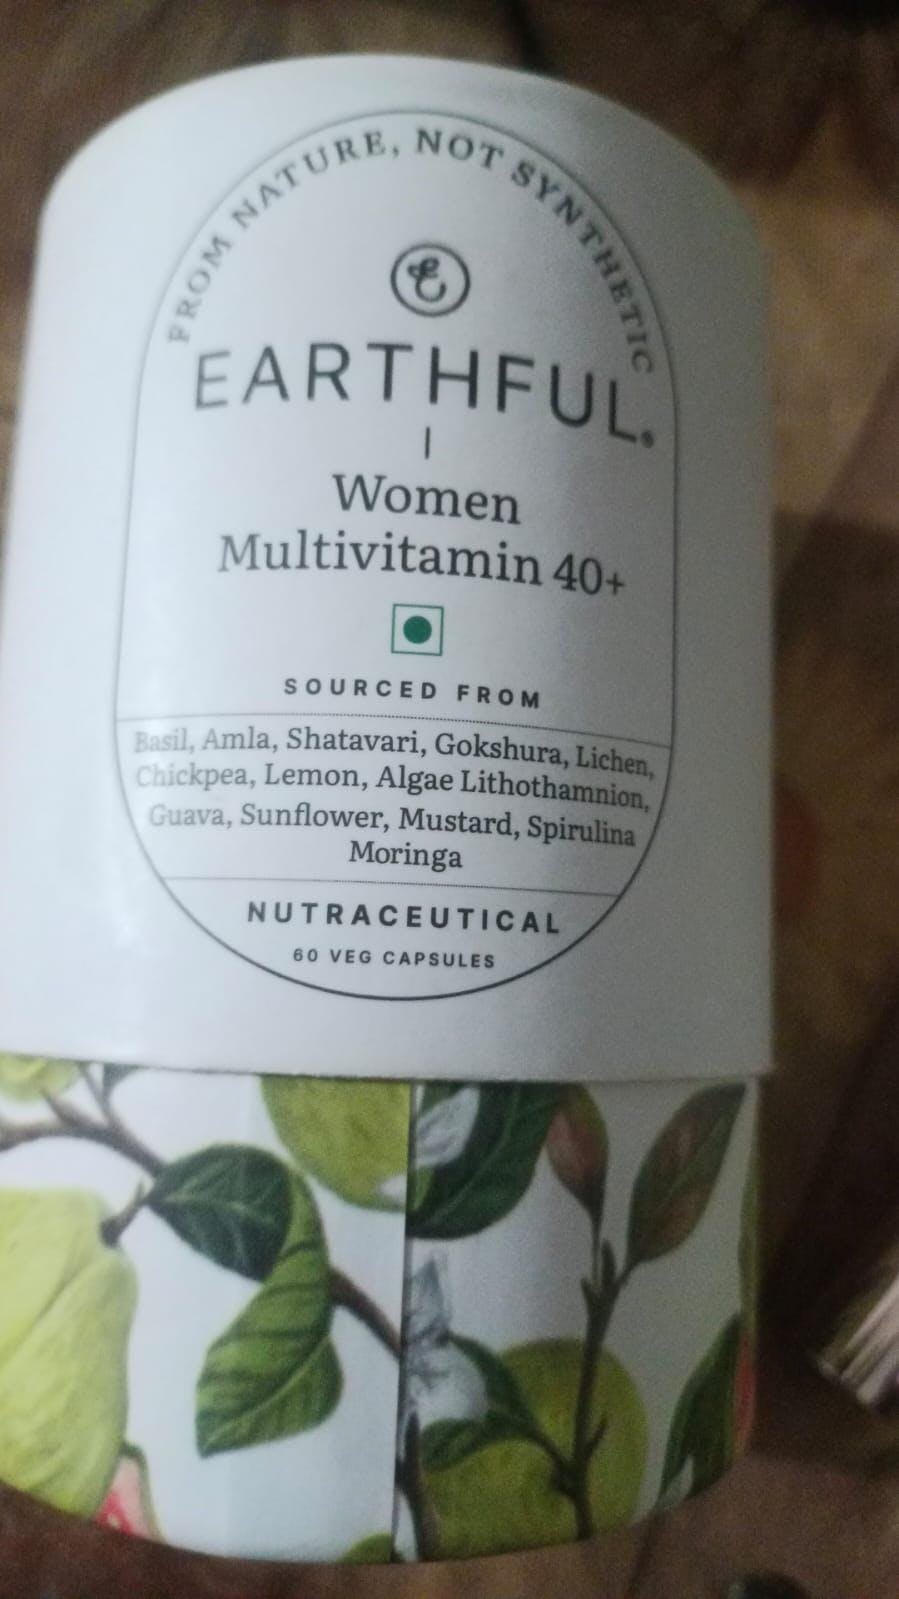 FROM NATURE, NOT SYNTHETIC
EARTHFUL®
Women
Multivitamin 40+
SOURCED FROM
Basil, Amla, Shatavari, Gokshura, Lichen,
Chickpea, Lemon, Algae Lithothamnion,
Guava, Sunflower, Mustard, Spirulina
Moringa
NUTRACEUTICAL
60 VEG CAPSULES